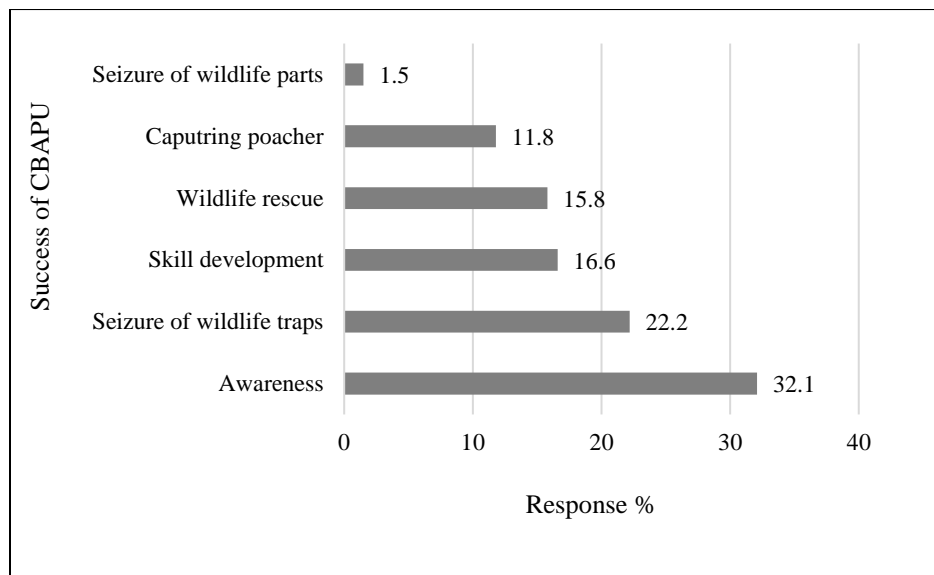 Success of CBAPU
Seizure of wildlife parts
1.5
Caputring poacher
11.8
Wildlife rescue
15.8
Skill development
16.6
Seizure of wildlife traps
22.2
Awareness
32.1
0 10 20 30 40
Response %